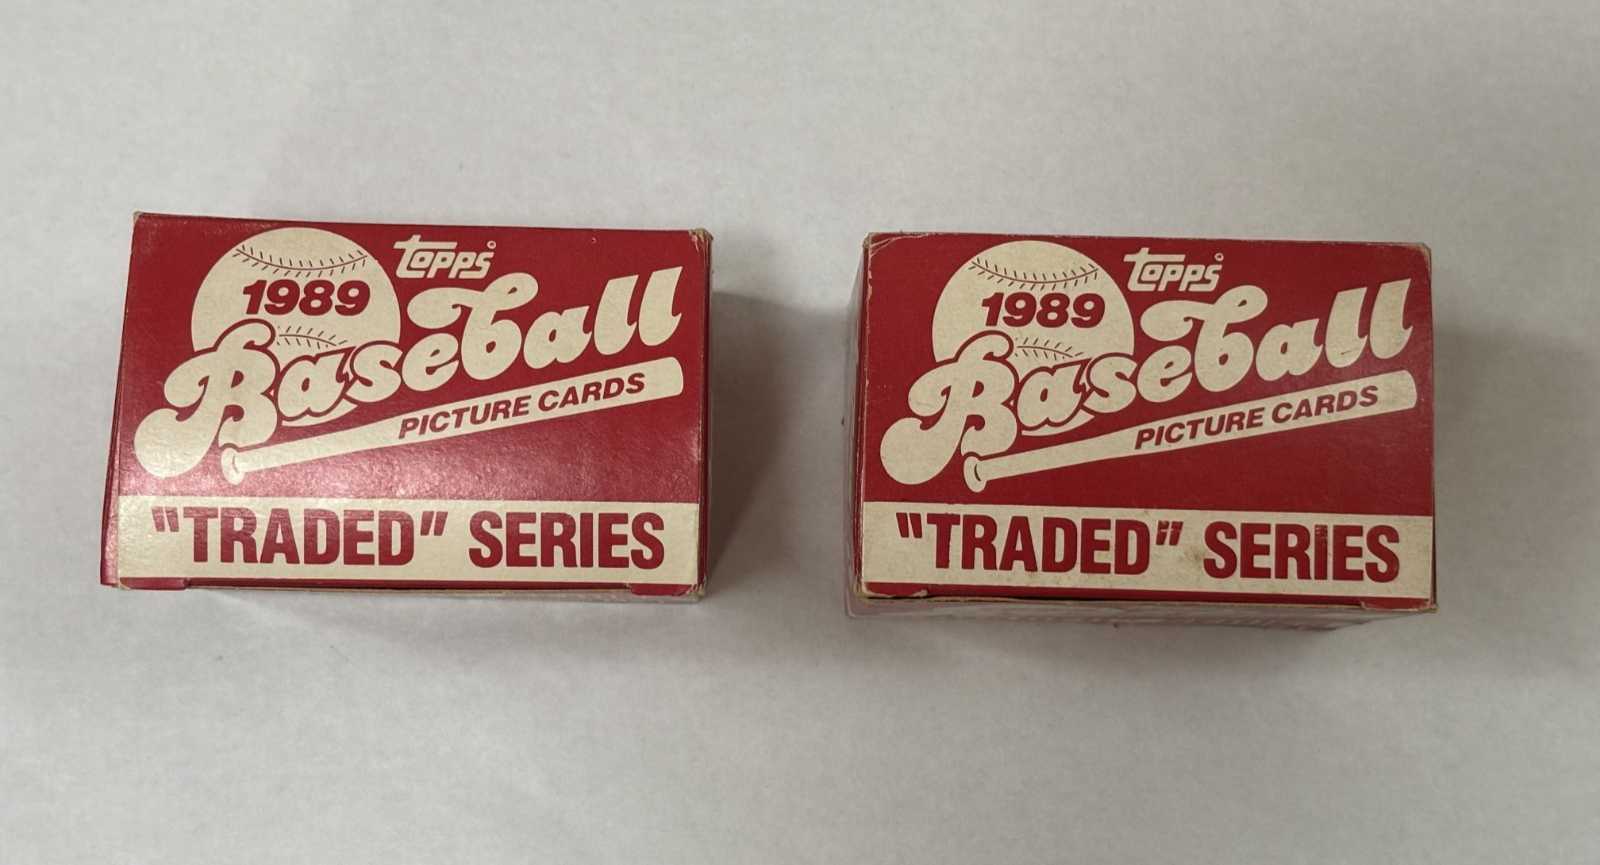 Topps
1989
Baseball
PICTURE CARDS
"TRADED" SERIES
Topps
1989
Baseball
PICTURE CARDS
"TRADED" SERIES